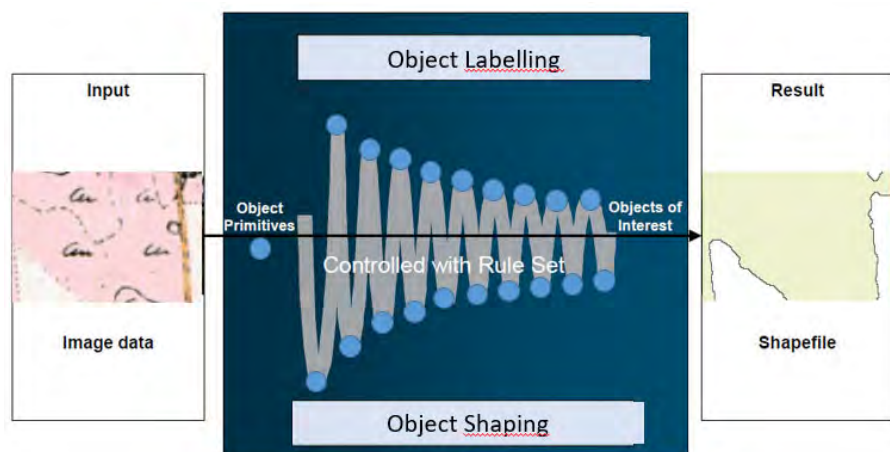 Input
Image data
Object Labelling
Object
Primitives
Controlled with Rule Set
Objects of
Interest
Object Shaping
Result
Shapefile